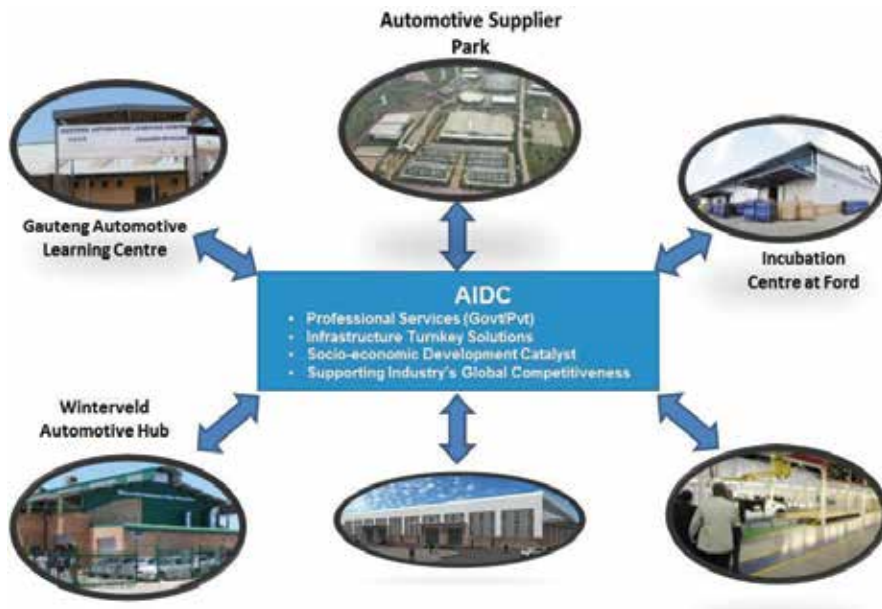 Automotive Supplier
Park
Gauteng Automotive
Learning Centre
Incubation
Centre at Ford
AIDC
• Professional Services (Govt/Pvt)
• Infrastructure Turnkey Solutions
• Socio-economic Development Catalyst
• Supporting Industry's Global Competitiveness
Winterveld
Automotive Hub